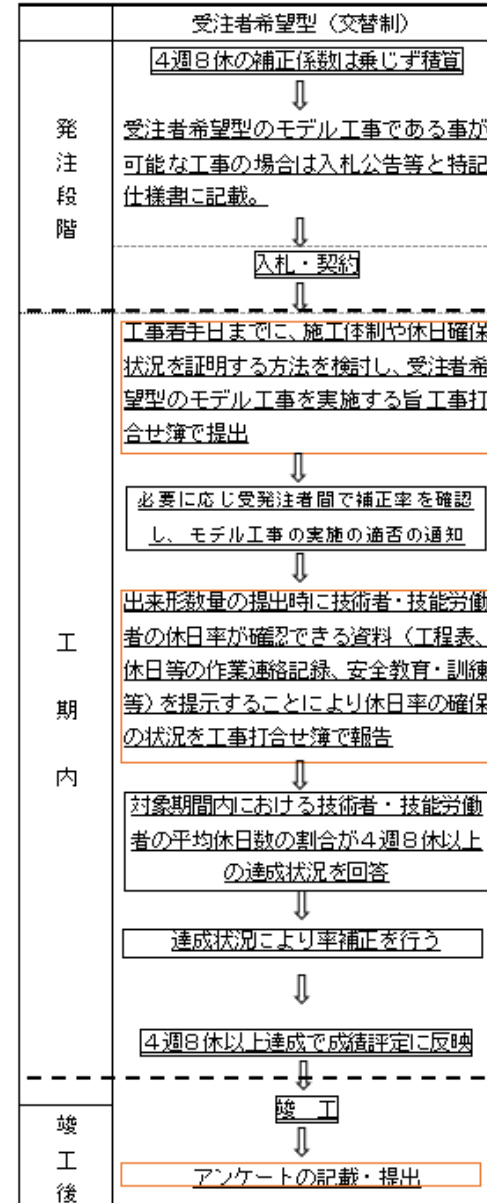 受注者希望型（交替制）
４週８休の補正係数は乗じず積算
⇩
発注段階
受注者希望型のモデル工事である事が
可能な工事の場合は入札公告等と特記
仕様書に記載。
⇩
入札・契約
⇩
工期内
工事着手日までに、施工体制や休日確保
状況を証明する方法を検討し、受注者希
望型のモデル工事を実施する旨工事打
合せ簿で提出
⇩
必要に応じ受発注者間で補正率を確認
し、モデル工事の実施の適否の通知
⇩
出来形数量の提出時に技術者・技能労働
者の休日率が確認できる資料（工程表、
休日等の作業連絡記録、安全教育・訓練
等）を提示することにより休日率の確保
の状況を工事打合せ簿で報告
⇩
対象期間内における技術者・技能労働
者の平均休日数の割合が４週８休以上
の達成状況を回答
⇩
達成状況により率補正を行う
⇩
４週８休以上達成で成績評定に反映
⇩
竣工後
竣　工
⇩
アンケートの記載・提出